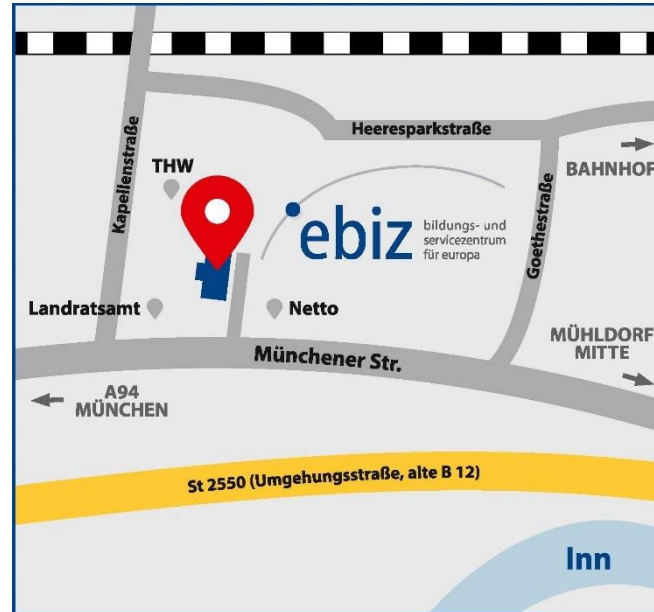 Heeresparkstraße
Kapellenstraße
THW
BAHNHOF
Goethestraße
ebiz
bildungs- und
servicezentrum
für europa
Landratsamt
Netto
Münchener Str.
MÜHLDORF
MITTE
A94
MÜNCHEN
St 2550 (Umgehungsstraße, alte B 12)
Inn